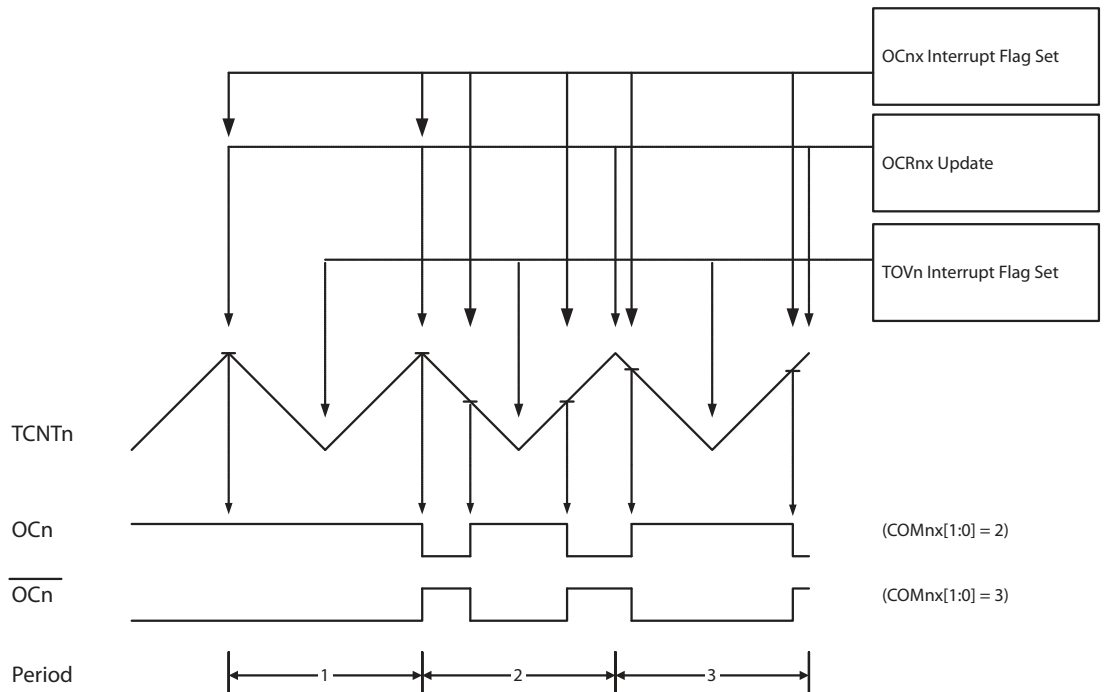 OCnx Interrupt Flag Set
OCRnx Update
TOVn Interrupt Flag Set
TCNTn
OCn (COMnx[1:0] = 2)
OCn (COMnx[1:0] = 3)
Period 1 2 3